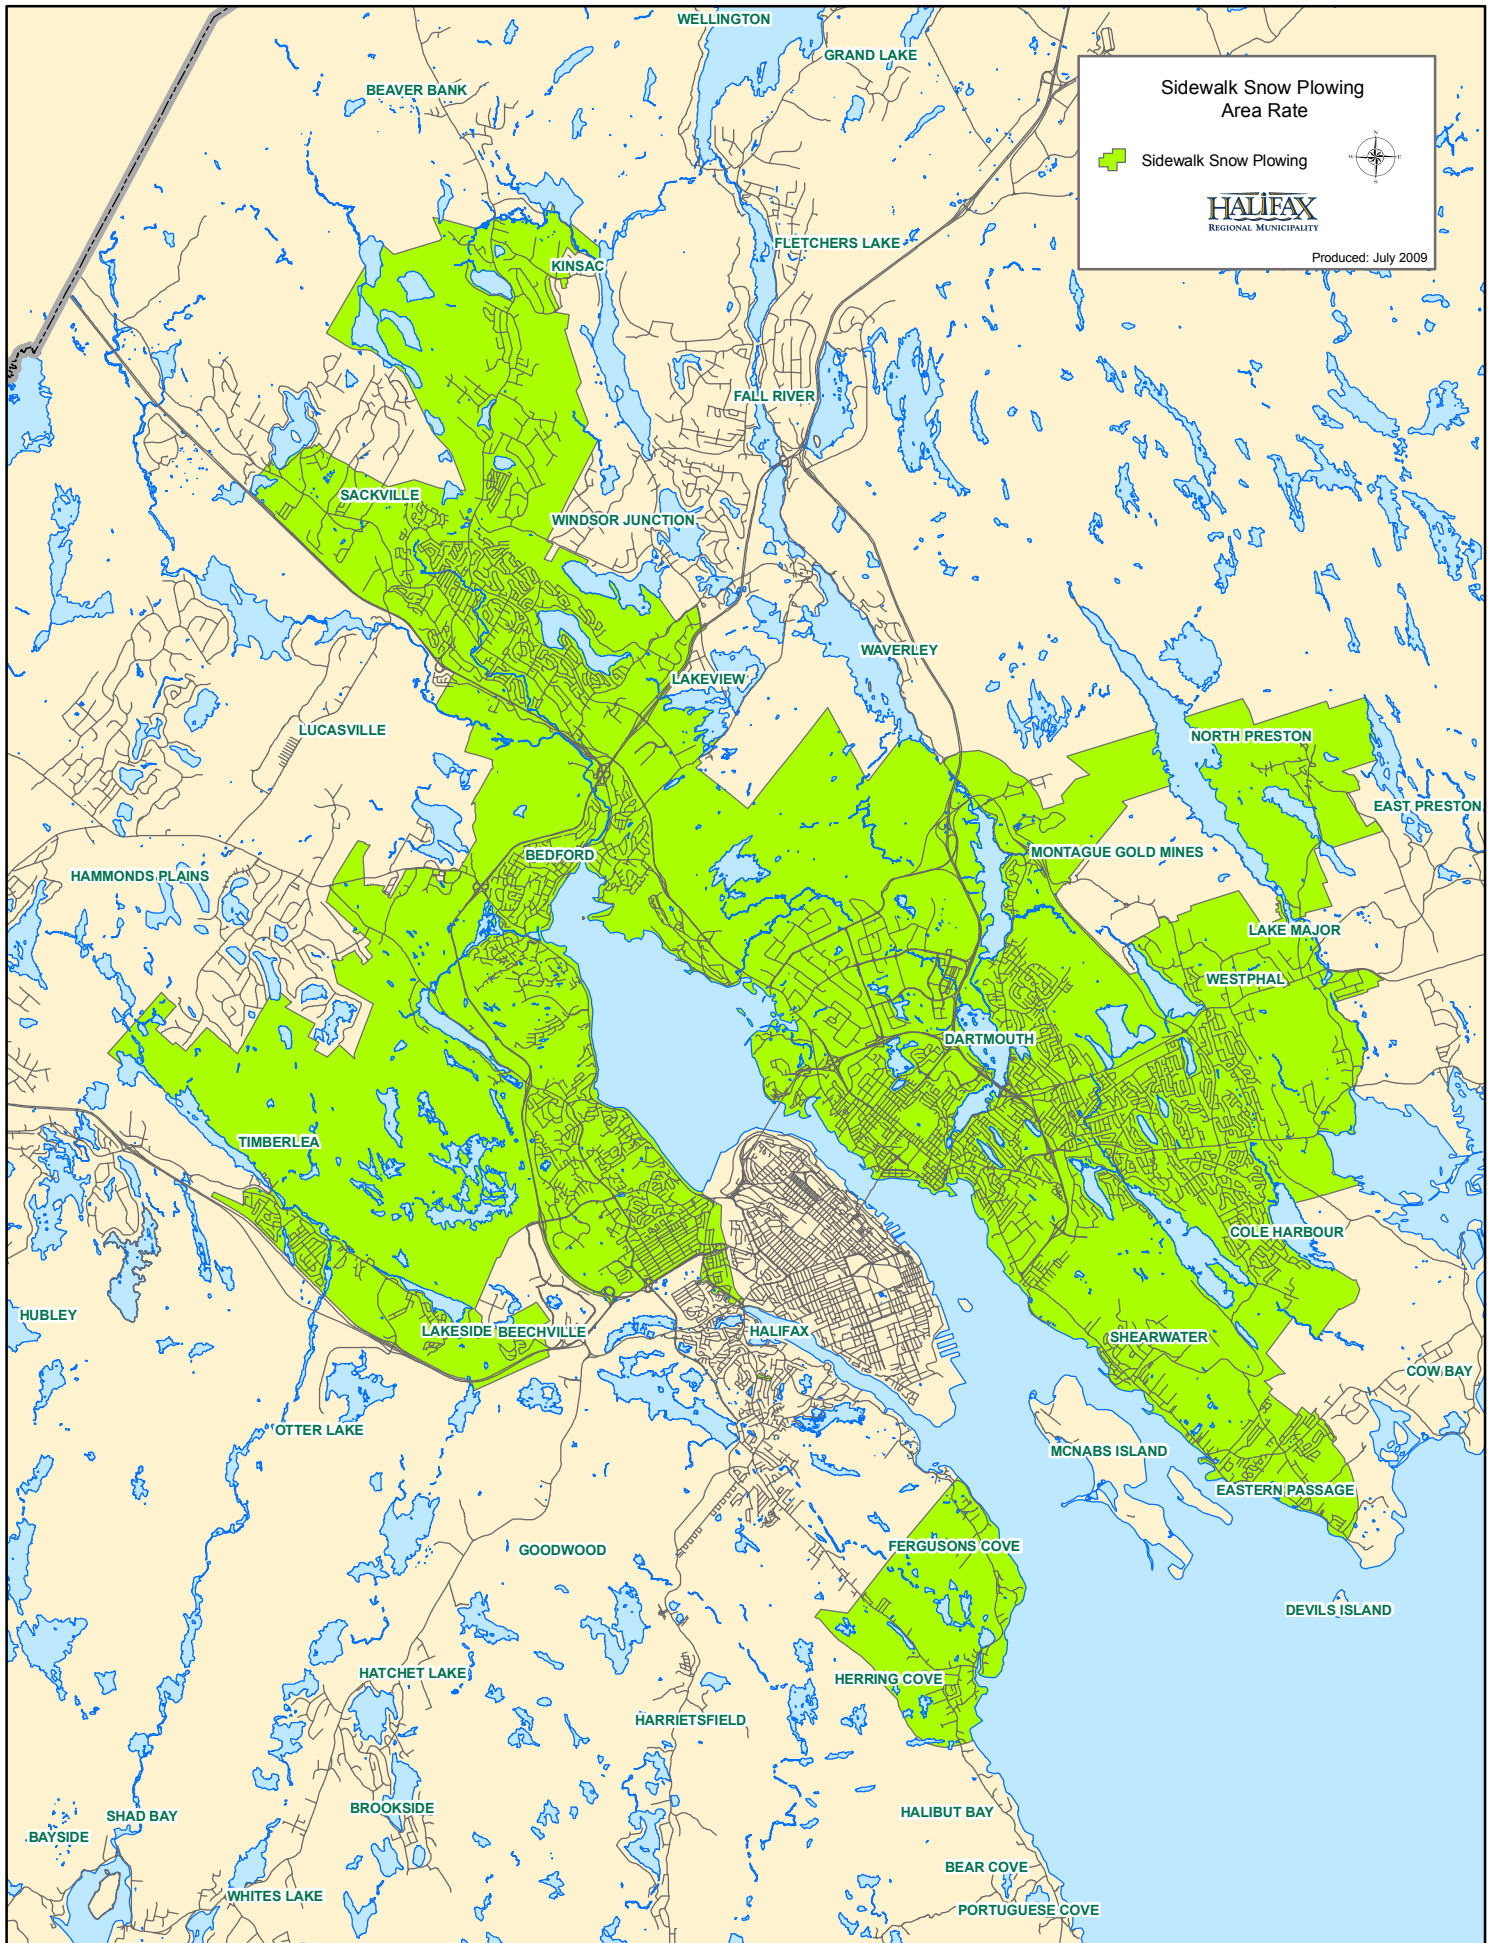 WELLINGTON
GRAND LAKE
BEAVER BANK
Sidewalk Snow Plowing
Area Rate
Sidewalk Snow Plowing
N
W
E
S
HALIFAX
REGIONAL MUNICIPALITY
Produced: July 2009
FLETCHERS LAKE
KINSAC
FALL RIVER
SACKVILLE
WINDSOR JUNCTION
WAVERLEY
LAKEVIEW
LUCASVILLE
NORTH PRESTON
EAST PRESTON
BEDFORD
MONTAGUE GOLD MINES
HAMMONDS PLAINS
LAKE MAJOR
WESTPHAL
DARTMOUTH
TIMBERLEA
COLE HARBOUR
HUBLEY
LAKESIDE
BEECHVILLE
HALIFAX
SHEARWATER
COW BAY
OTTER LAKE
MCNABS ISLAND
EASTERN PASSAGE
GOODWOOD
FERGUSONS COVE
DEVILS ISLAND
HATCHET LAKE
HERRING COVE
HARRIETSFIELD
BROOKSIDE
HALIBUT BAY
SHAD BAY
BAYSIDE
BEAR COVE
WHITES LAKE
PORTUGUESE COVE